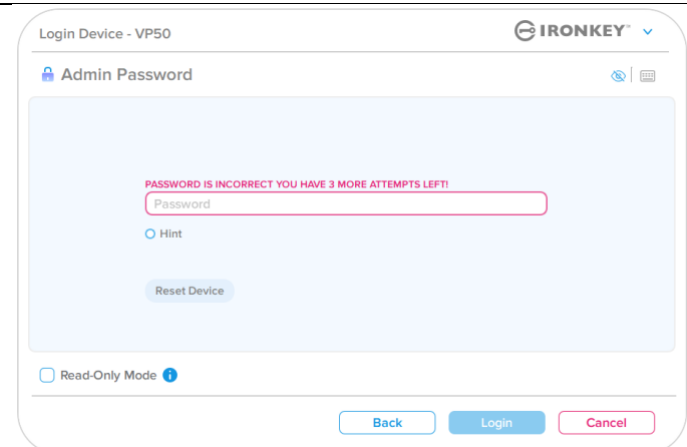 Login Device - VP50
IRONKEY™
Admin Password
PASSWORD IS INCORRECT YOU HAVE 3 MORE ATTEMPTS LEFT!
Password
Hint
Reset Device
Read-Only Mode
Back
Login
Cancel